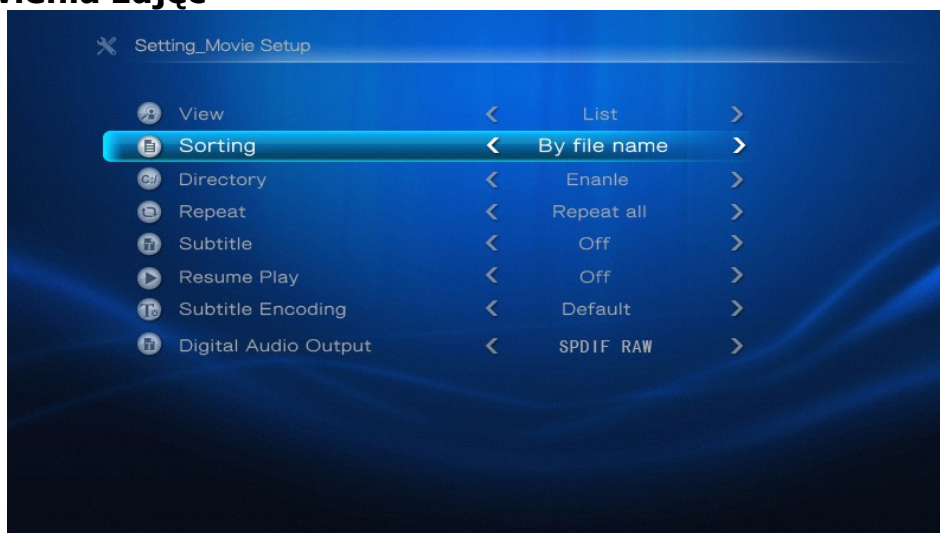 Setting_Movie Setup
View < List >
Sorting < By file name >
C:/ Directory < Enanle >
Repeat < Repeat all >
Subtitle < Off >
Resume Play < Off >
Subtitle Encoding < Default >
Digital Audio Output < SPDIF RAW >